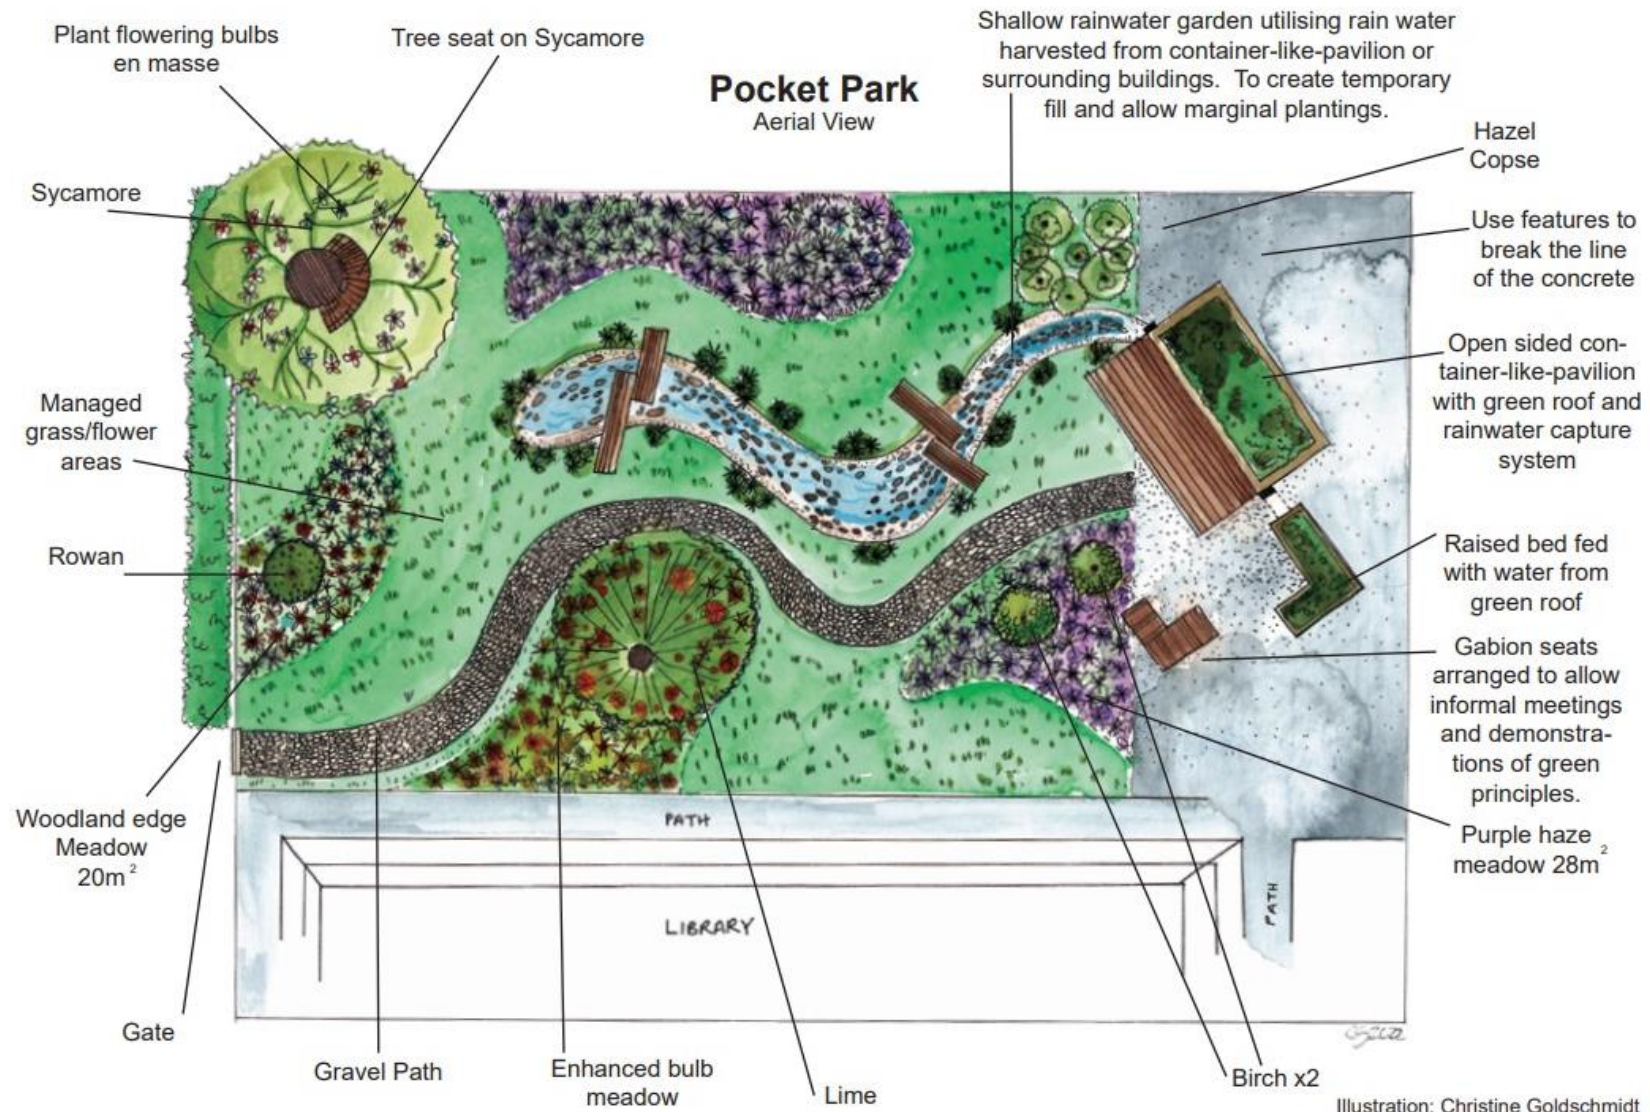 Plant flowering bulbs
en masse
Tree seat on Sycamore
Pocket Park
Aerial View
Shallow rainwater garden utilising rain water
harvested from container-like-pavilion or
surrounding buildings. To create temporary
fill and allow marginal plantings.
Hazel
Copse
Sycamore
Use features to
break the line
of the concrete
Open sided con-
tainer-like-pavilion
with green roof and
rainwater capture
system
Managed
grass/flower
areas
Rowan
Raised bed fed
with water from
green roof
Gabion seats
arranged to allow
informal meetings
and demonstra-
tions of green
principles.
Woodland edge
Meadow
20m²
PATH
Purple haze
meadow 28m²
PATH
LIBRARY
Gate
Gravel Path
Enhanced bulb
meadow
Lime
Birch x2
Illustration: Christine Goldschmidt